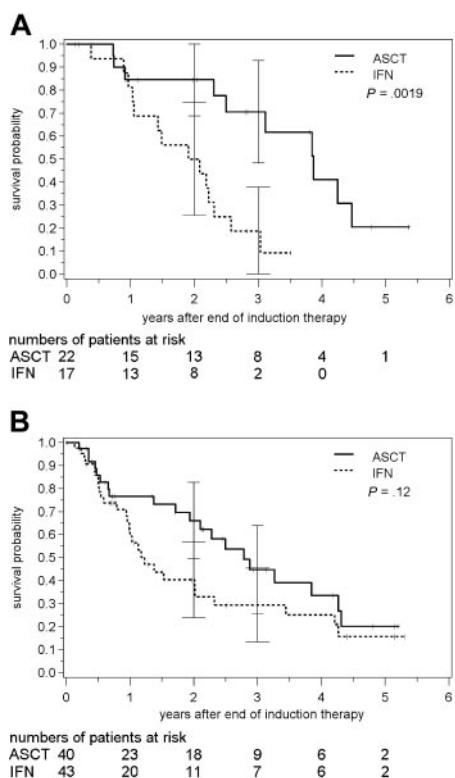 A
1.0
0.9
0.8
0.7
0.6
0.5
0.4
0.3
0.2
0.1
0.0
survival probability
ASCT
IFN
P = .0019
0 1 2 3 4 5 6
years after end of induction therapy
numbers of patients at risk
ASCT 22 15 13 8 4 1
IFN 17 13 8 2 0
B
1.0
0.9
0.8
0.7
0.6
0.5
0.4
0.3
0.2
0.1
0.0
survival probability
ASCT
IFN
P = .12
0 1 2 3 4 5 6
years after end of induction therapy
numbers of patients at risk
ASCT 40 23 18 9 6 2
IFN 43 20 11 7 6 2